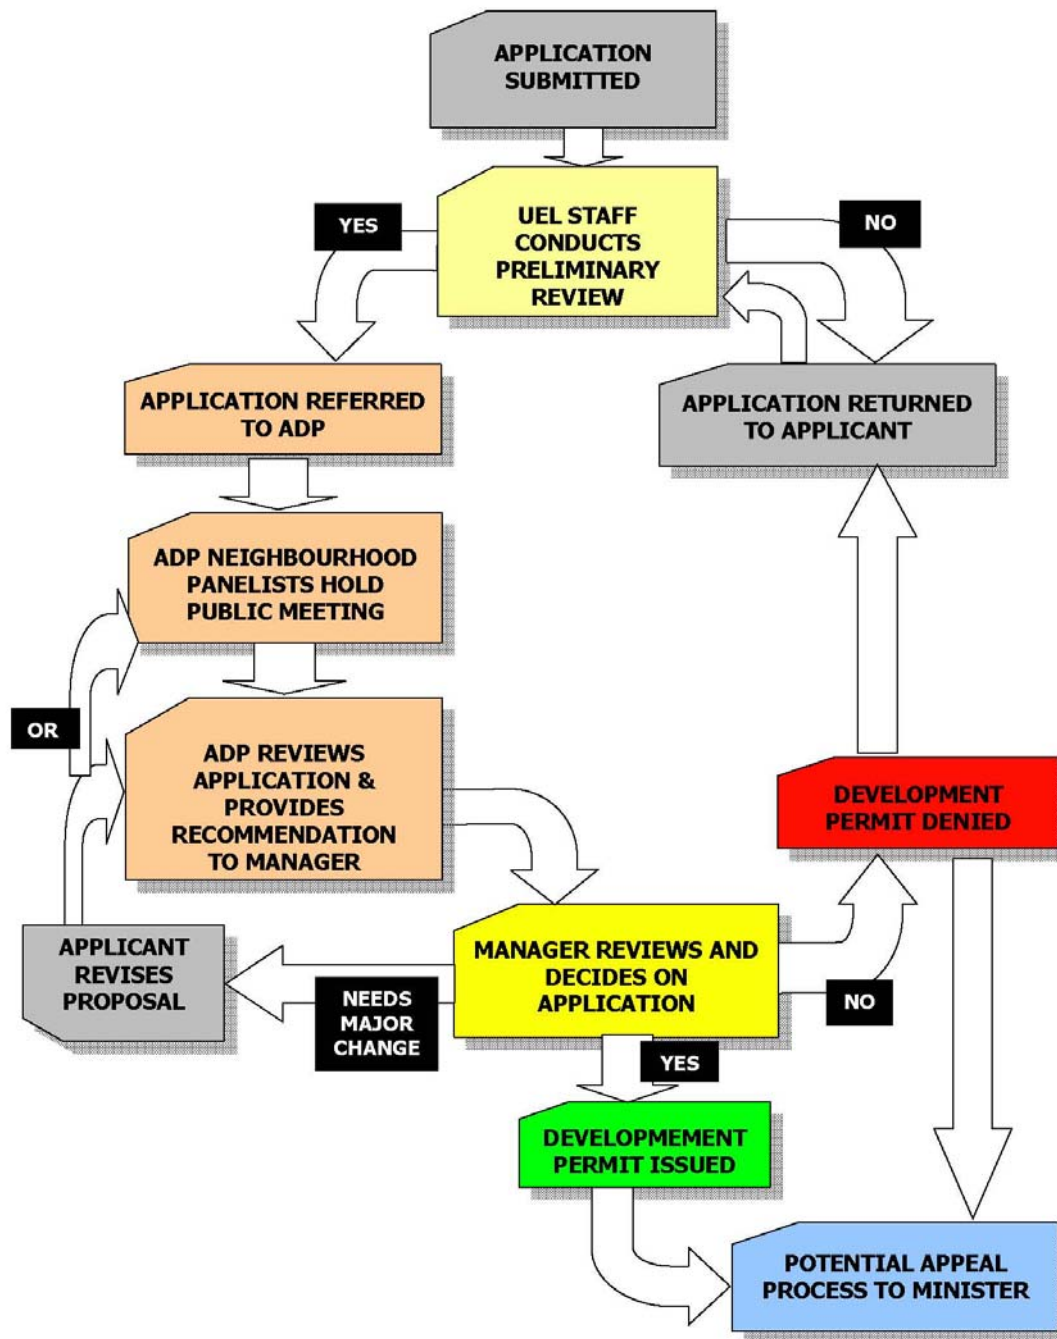 APPLICATION
SUBMITTED
UEL STAFF
CONDUCTS
PRELIMINARY
REVIEW
YES
NO
APPLICATION REFERRED
TO ADP
APPLICATION RETURNED
TO APPLICANT
ADP NEIGHBOURHOOD
PANELISTS HOLD
PUBLIC MEETING
OR
ADP REVIEWS
APPLICATION &
PROVIDES
RECOMMENDATION
TO MANAGER
DEVELOPMENT
PERMIT DENIED
APPLICANT
REVISES
PROPOSAL
NEEDS
MAJOR
CHANGE
MANAGER REVIEWS AND
DECIDES ON
APPLICATION
NO
YES
DEVELOPMEMENT
PERMIT ISSUED
POTENTIAL APPEAL
PROCESS TO MINISTER